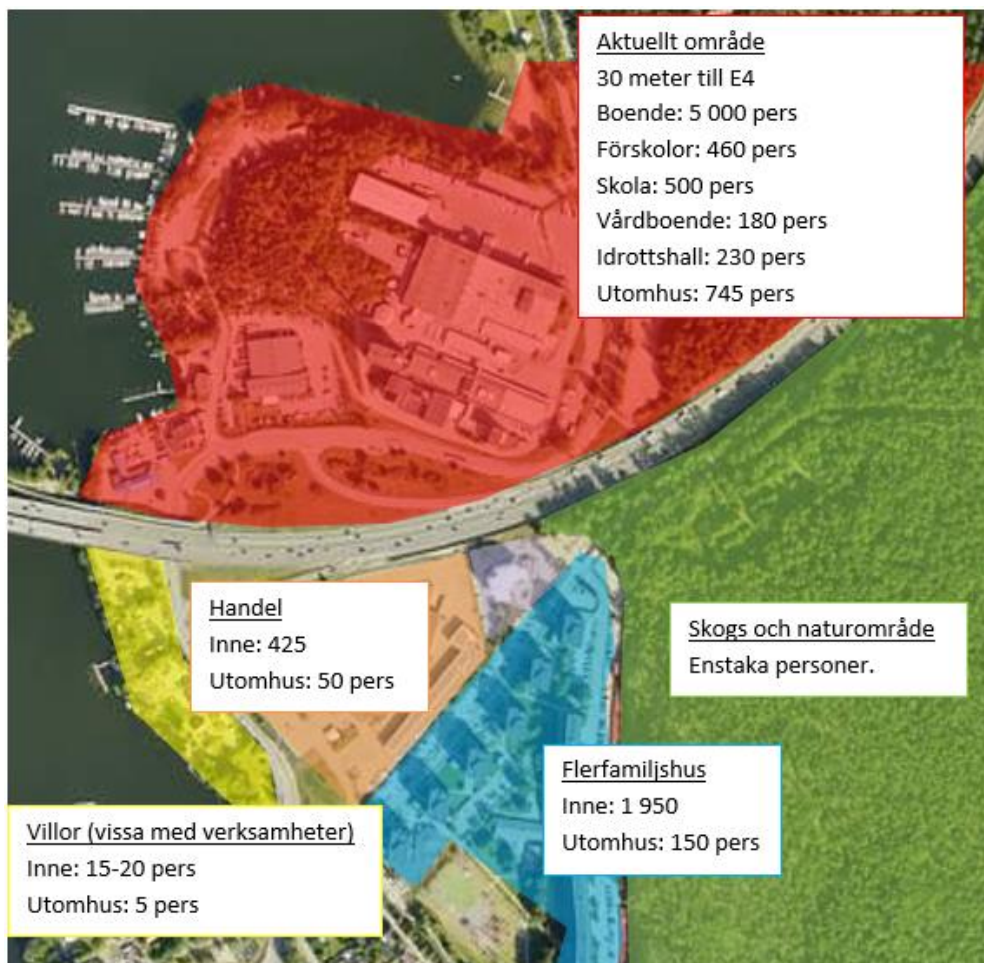 Aktuellt område
30 meter till E4
Boende: 5 000 pers
Förskolor: 460 pers
Skola: 500 pers
Vårdboende: 180 pers
Idrottshall: 230 pers
Utomhus: 745 pers
Handel
Inne: 425
Utomhus: 50 pers
Skogs och naturområde
Enstaka personer.
Flerfamiljshus
Inne: 1 950
Utomhus: 150 pers
Villor (vissa med verksamheter)
Inne: 15-20 pers
Utomhus: 5 pers